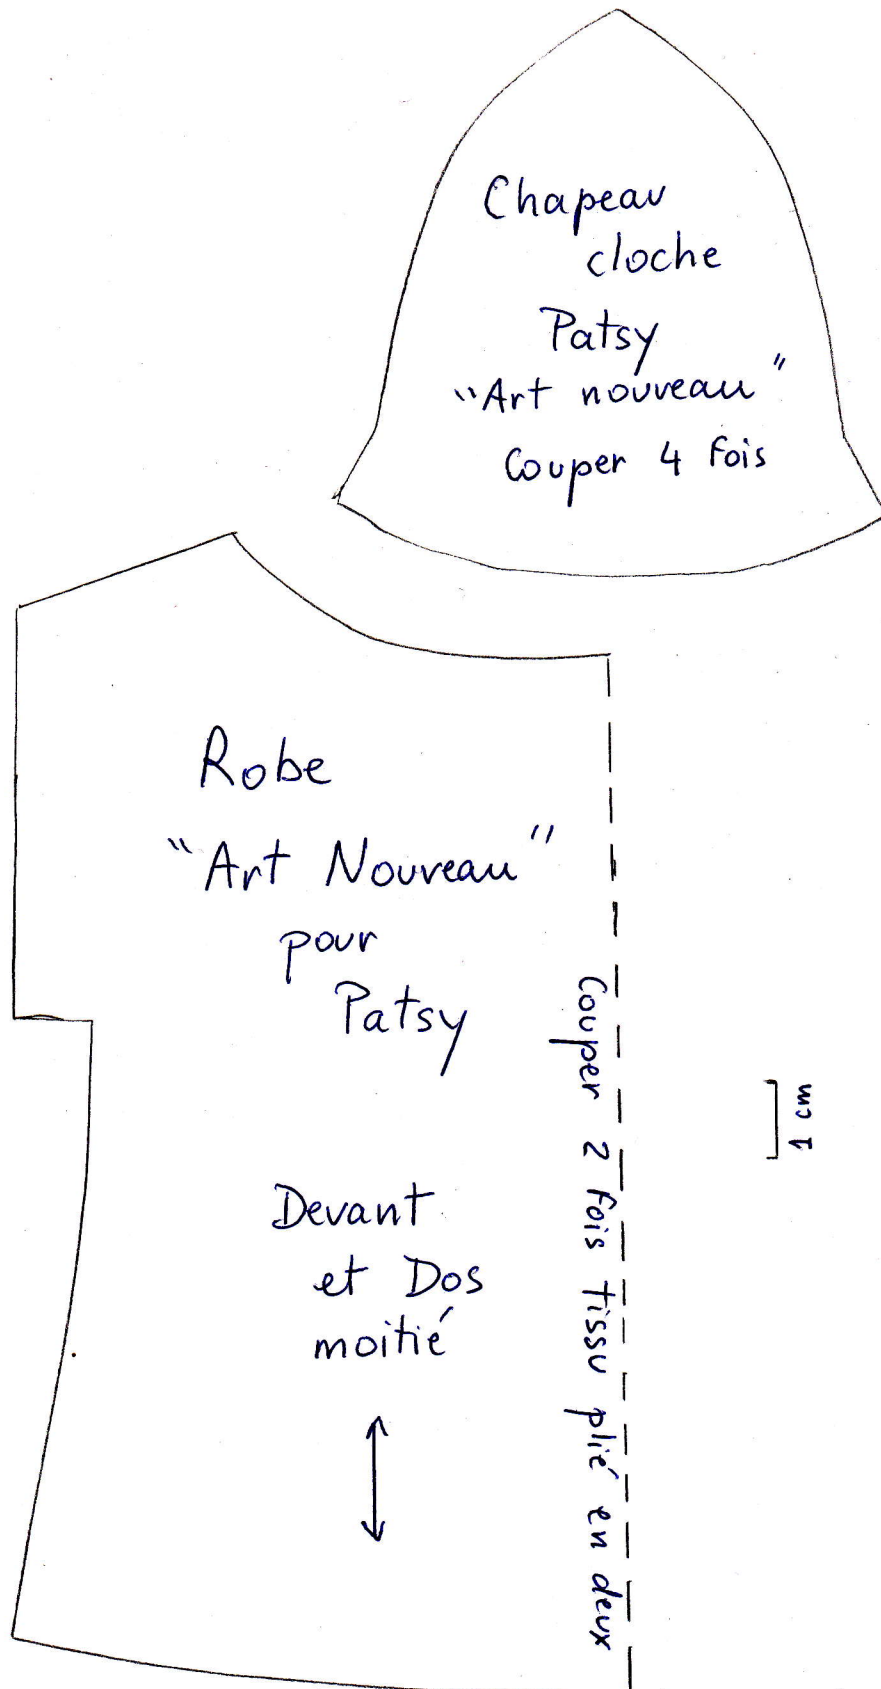 Chapeau
cloche
Patsy
"Art nouveau"
Couper 4 fois
Robe
"Art Nouveau"
pour
Patsy
Devant
et Dos
moitié
Couper 2 fois tissu plié en deux
1 cm